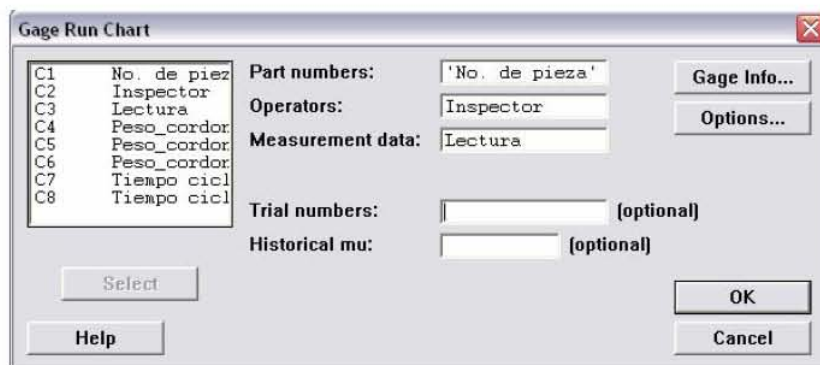 Gage Run Chart
C1 No. de piez
C2 Inspector
C3 Lectura
C4 Peso_cordor
C5 Peso_cordor
C6 Peso_cordor
C7 Tiempo cicl
C8 Tiempo cicl
Part numbers: 'No. de pieza'
Operators: Inspector
Measurement data: Lectura
Trial numbers: (optional)
Historical mu: (optional)
Gage Info...
Options...
Select
OK
Help
Cancel